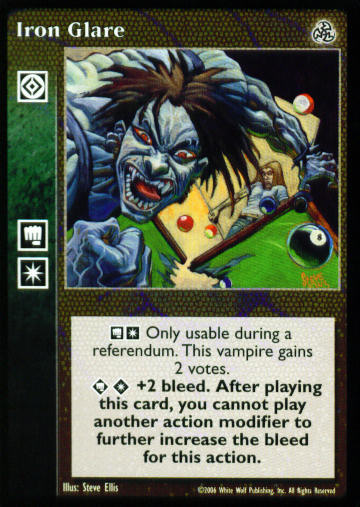 Iron Glare
8
Only usable during a
referendum. This vampire gains
2 votes.
+2 bleed. After playing
this card, you cannot play
another action modifier to
further increase the bleed
for this action.
Illus: Steve Ellis
©2006 White Wolf Publishing, Inc. All Rights Reserved